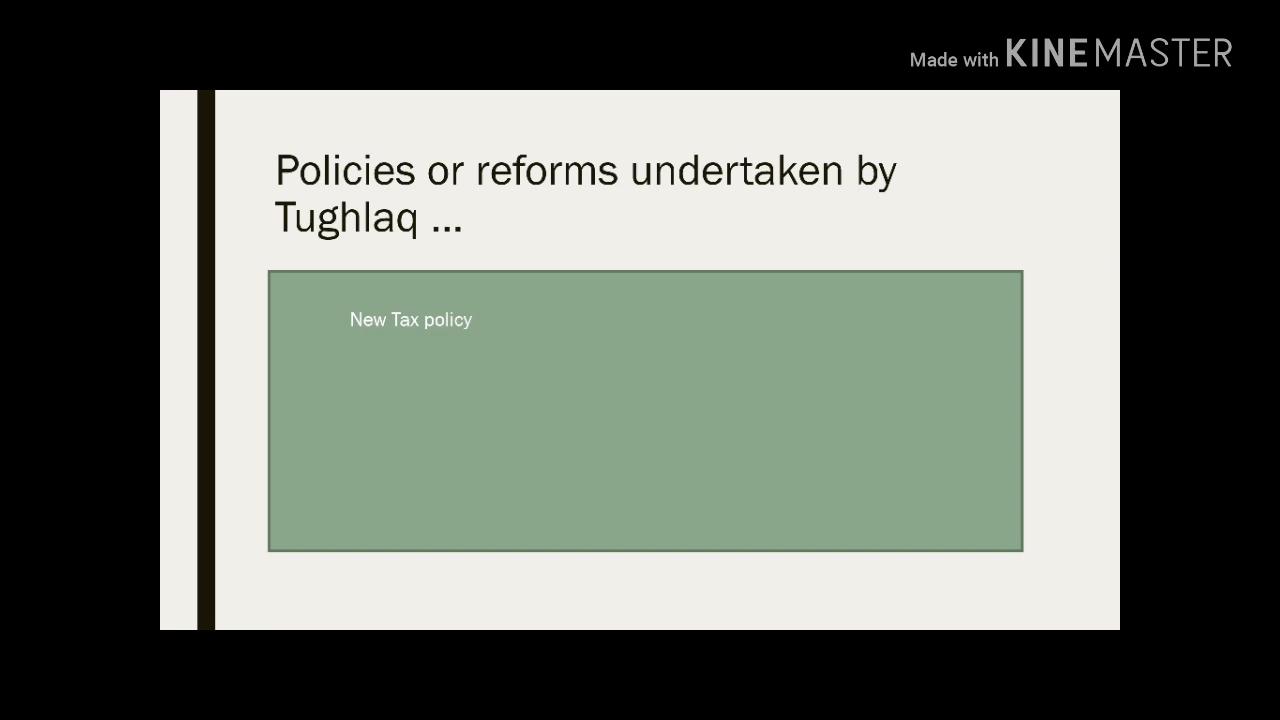 Made with KINEMASTER
Policies or reforms undertaken by
Tughlaq ...
New Tax policy